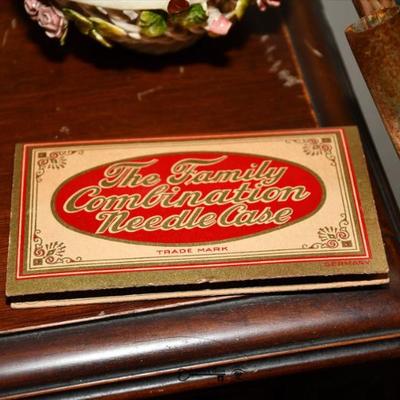 The Family
Combination
Needle Case
TRADE MARK
GERMANY